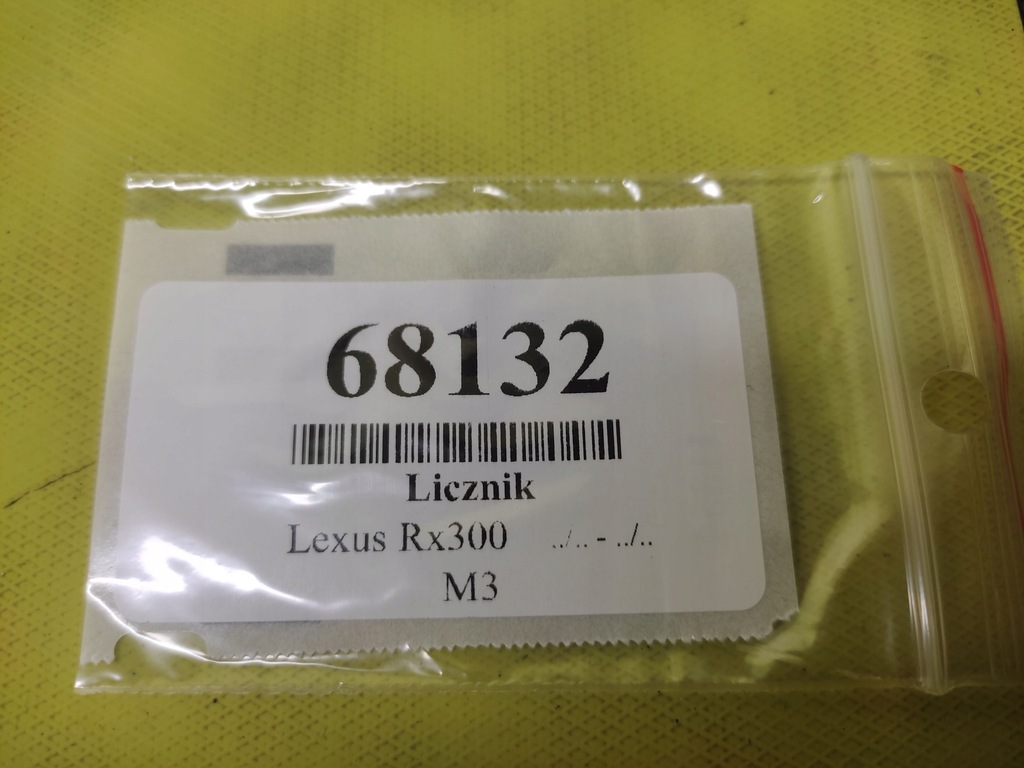 68132
Licznik
Lexus Rx300 ../.. - ../..
M3